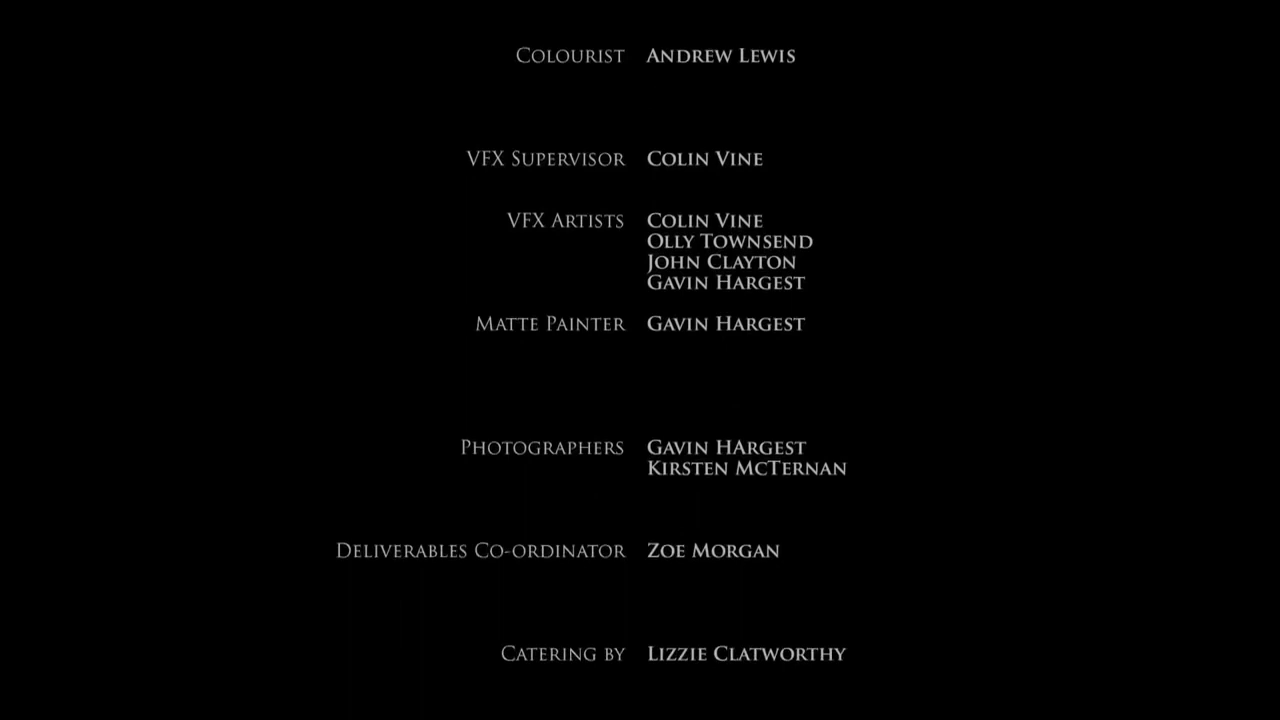 Colourist Andrew Lewis
VFX Supervisor Colin Vine
VFX Artists Colin Vine
Olly Townsend
John Clayton
Gavin Hargest
Matte Painter Gavin Hargest
Photographers Gavin HArgest
Kirsten McTernan
Deliverables Co-ordinator Zoe Morgan
Catering by Lizzie Clatworthy